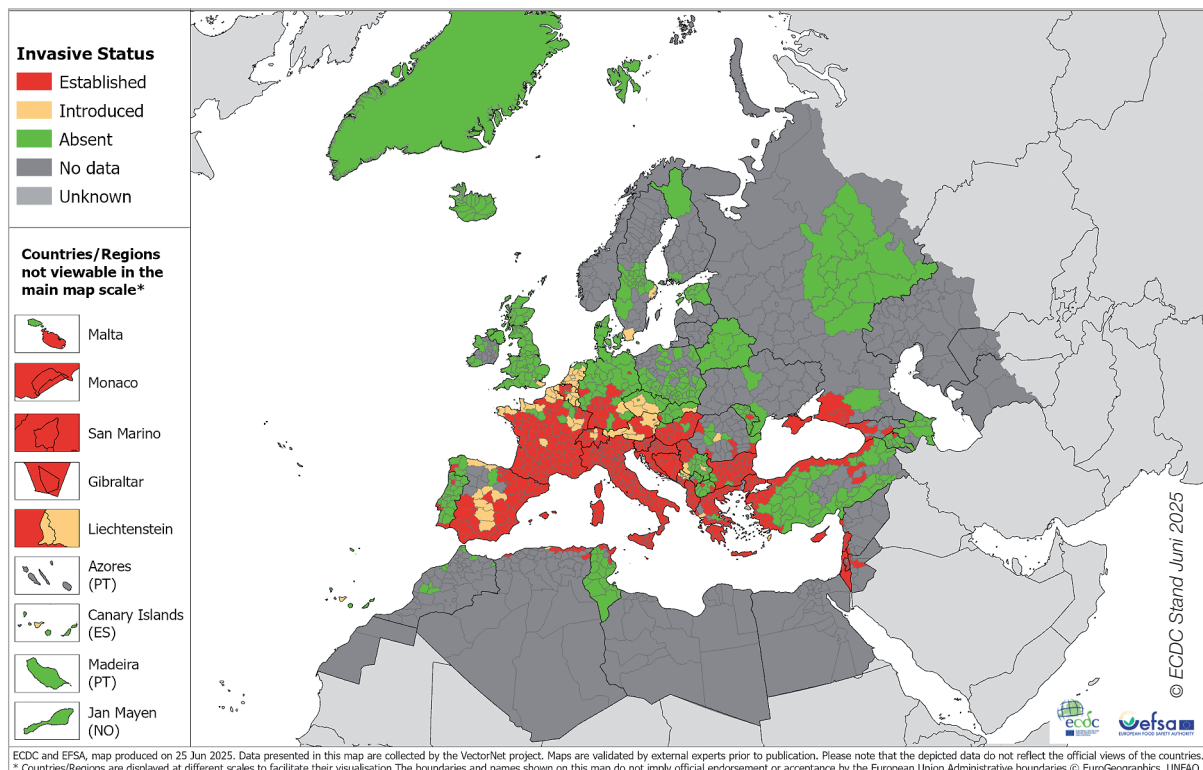 Invasive Status
Established
Introduced
Absent
No data
Unknown
Countries/Regions
not viewable in the
main map scale*
Malta
Monaco
San Marino
Gibraltar
Liechtenstein
Azores
(PT)
Canary Islands
(ES)
Madeira
(PT)
Jan Mayen
(NO)
© ECDC Stand Juni 2025
ecdc
efsa
EUROPEAN FOOD SAFETY AUTHORITY
ECDC and EFSA, map produced on 25 Jun 2025. Data presented in this map are collected by the VectorNet project. Maps are validated by external experts prior to publication. Please note that the depicted data do not reflect the official views of the countries
* Countries/Regions are displayed at different scales to facilitate their visualisation The boundaries and names shown on this map do not imply official endorsement or acceptance by the European Union Administrative boundaries © EuroGeographics, UNFAO